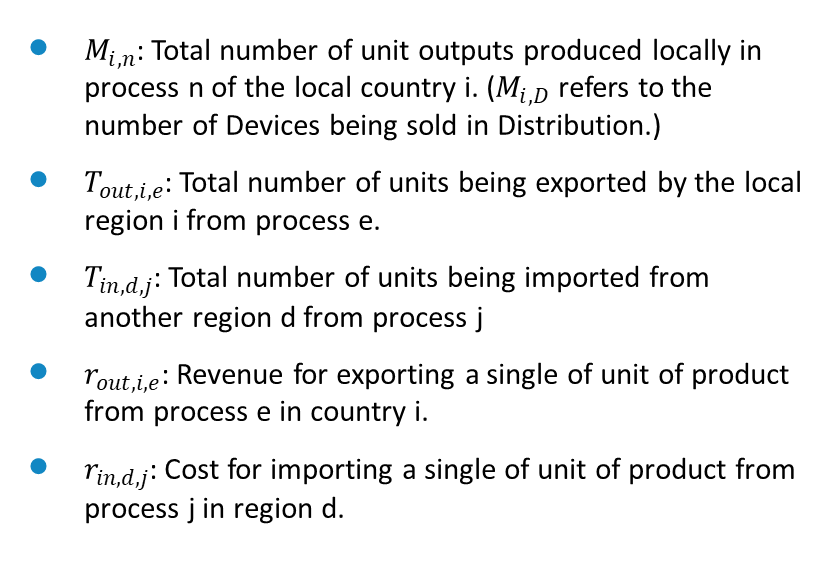 • M_{i,n}: Total number of unit outputs produced locally in
process n of the local country i. (M_{i,D} refers to the
number of Devices being sold in Distribution.)
• T_{out,i,e}: Total number of units being exported by the local
region i from process e.
• T_{in,d,j}: Total number of units being imported from
another region d from process j
• r_{out,i,e}: Revenue for exporting a single of unit of product
from process e in country i.
• r_{in,d,j}: Cost for importing a single of unit of product from
process j in region d.